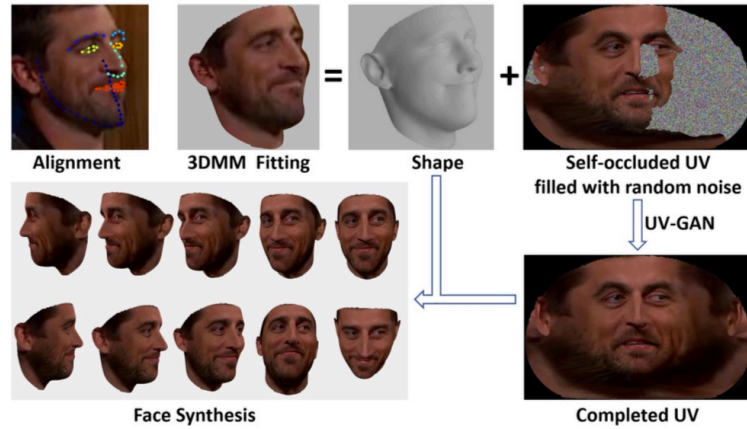 Alignment
3DMM Fitting
=
Shape
+
Self-occluded UV
filled with random noise
UV-GAN
Face Synthesis
Completed UV